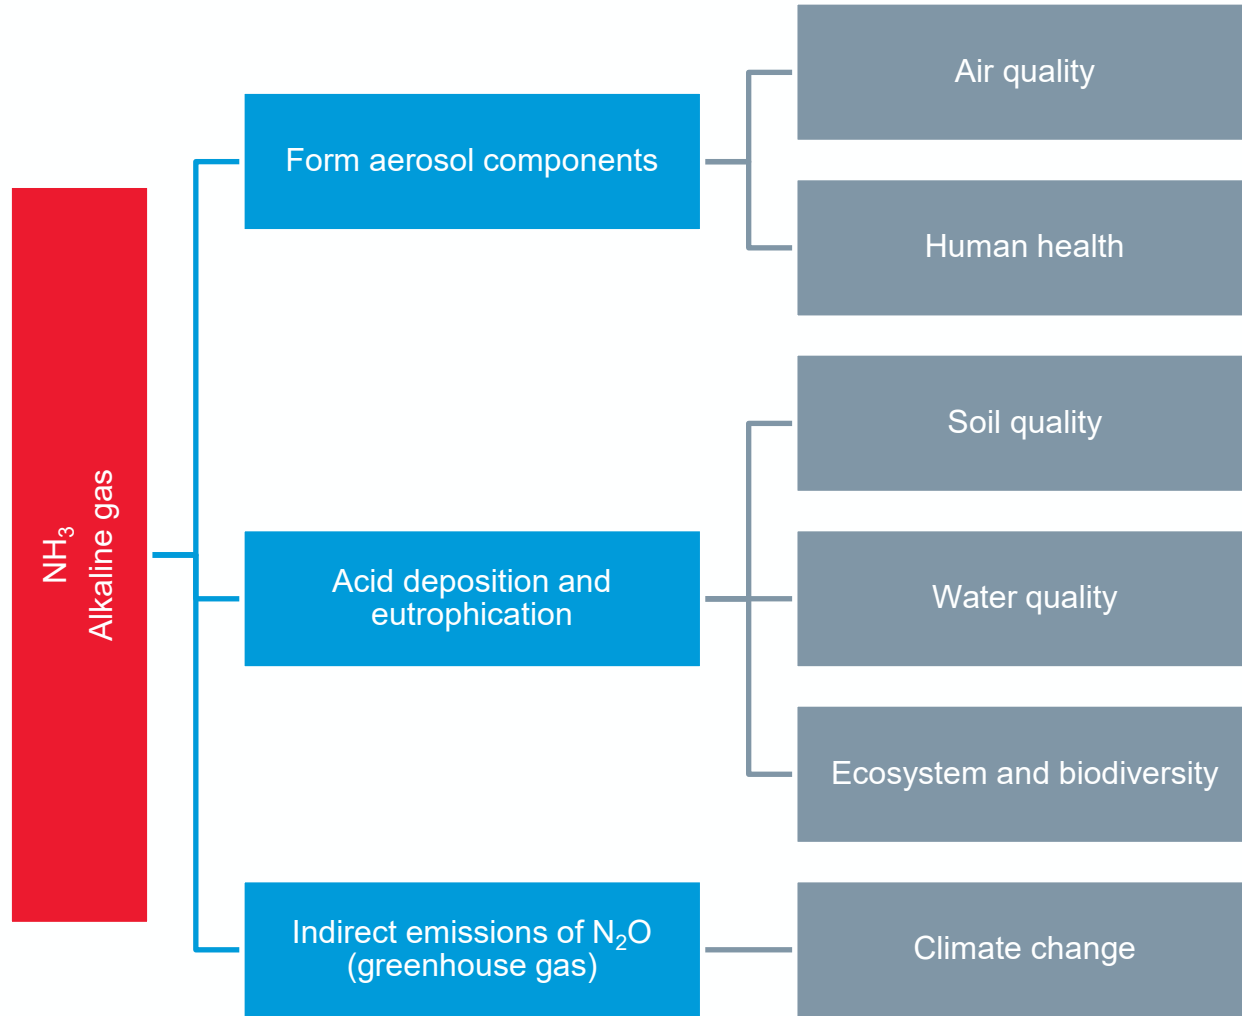 NH₃
Alkaline gas
Form aerosol components
Air quality
Human health
Acid deposition and
eutrophication
Soil quality
Water quality
Ecosystem and biodiversity
Indirect emissions of N₂O
(greenhouse gas)
Climate change